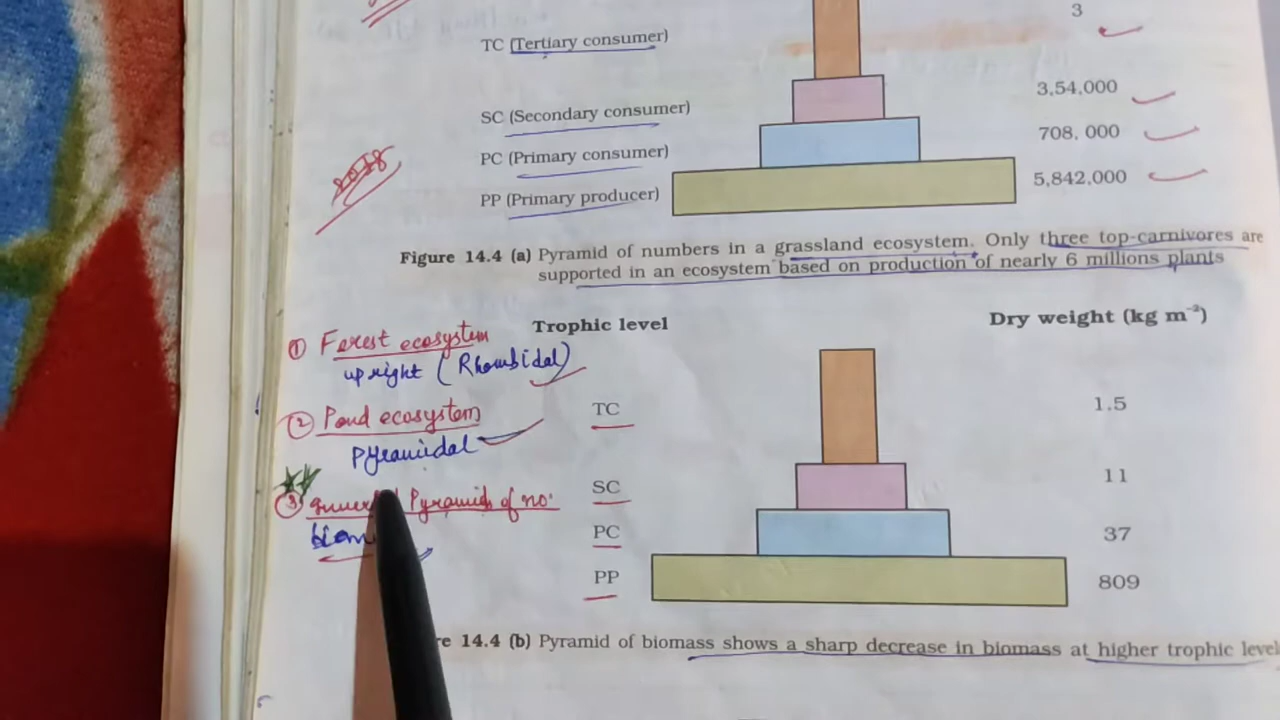 3
TC (Tertiary consumer)
3,54,000
SC (Secondary consumer)
708, 000
PC (Primary consumer)
5,842,000
PP (Primary producer)
2018
Figure 14.4 (a) Pyramid of numbers in a grassland ecosystem. Only three top-carnivores are
supported in an ecosystem based on production of nearly 6 millions plants
Trophic level
Dry weight (kg m⁻²)
① Forest ecosystem
upright (Rhombidal)
② Pond ecosystem
Pyramidal
TC
1.5
SC
11
③ Pyramid of no.
PC
37
PP
809
14.4 (b) Pyramid of biomass shows a sharp decrease in biomass at higher trophic level